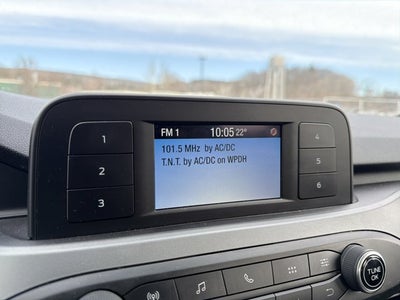 FM 1 10:05 22°
101.5 MHz by AC/DC
T.N.T. by AC/DC on WPDH
1
2
3
4
5
6
TUNE
OK